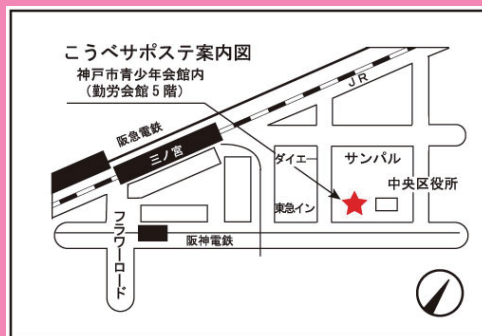 こうべサポステ案内図
神戸市青少年会館内
(勤労会館5階)
JR
阪急電鉄
三ノ宮
ダイエー
サンパル
中央区役所
東急イン
フラワーロード
阪神電鉄